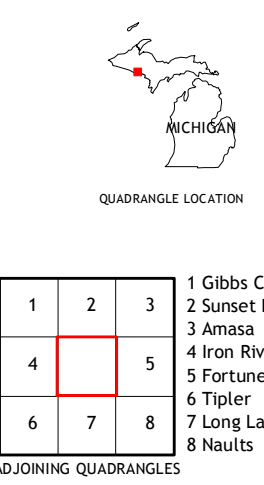 MICHIGAN
QUADRANGLE LOCATION
1 2 3
4 5
6 7 8
1 Gibbs C
2 Sunset
3 Amasa
4 Iron Riv
5 Fortune
6 Tipler
7 Long La
8 Naults
ADJOINING QUADRANGLES